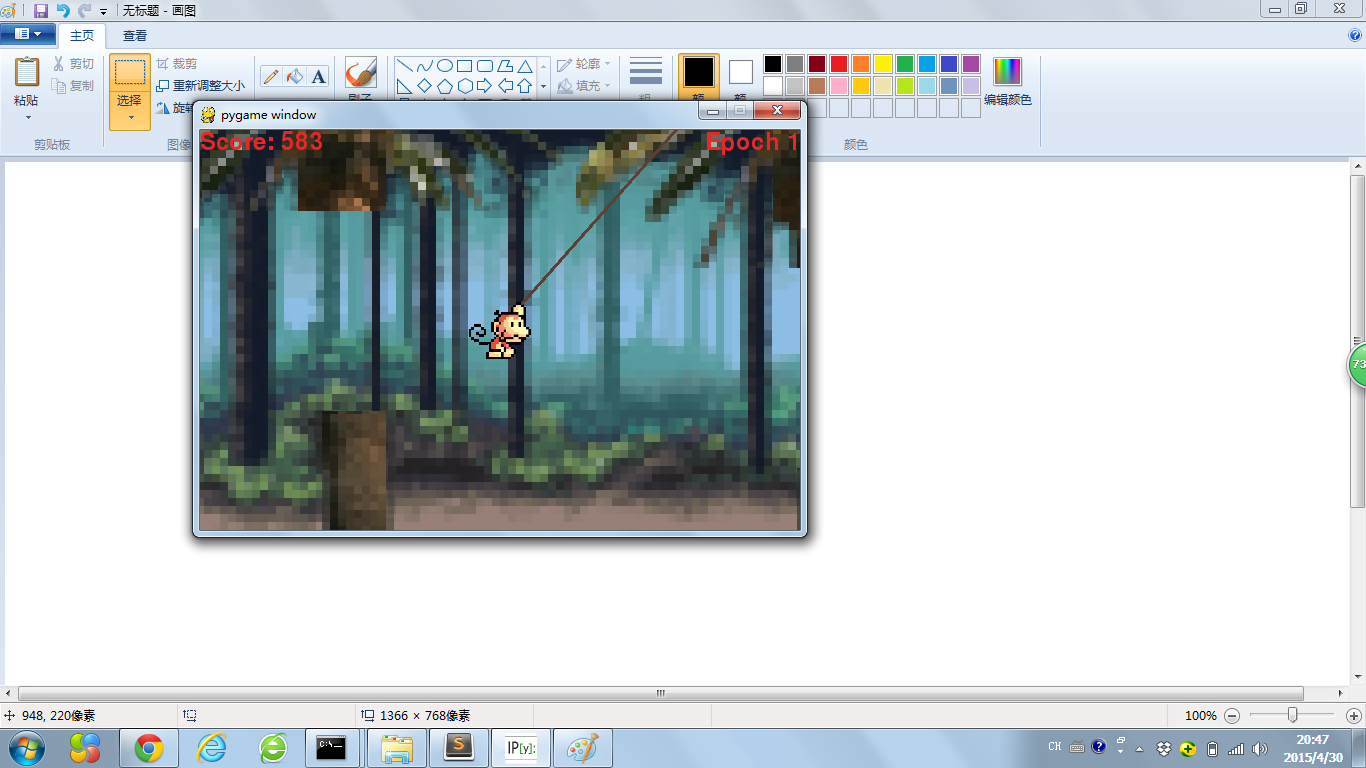 无标题 - 画图
主页
查看
粘贴
剪切
复制
剪贴板
选择
裁剪
重新调整大小
旋转
图像
A
刷子
轮廓
填充
粗
颜
颜
编辑颜色
颜色
pygame window
Score: 583
Epoch 1
73
948, 220像素
1366 × 768像素
100%
C:\
S
IP[y]:
CH
20:47
2015/4/30